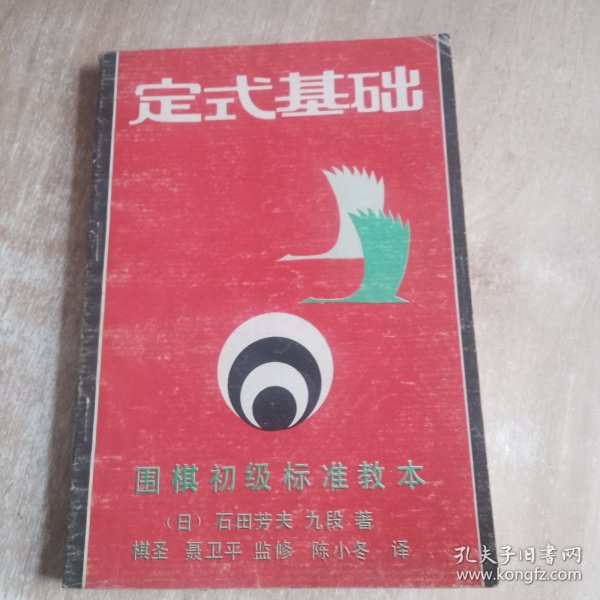 定式基础
围棋初级标准教本
（日）石田芳夫 九段 著
棋圣 聂卫平 监修 陈小冬 译
孔夫子旧书网
www.kongfz.com